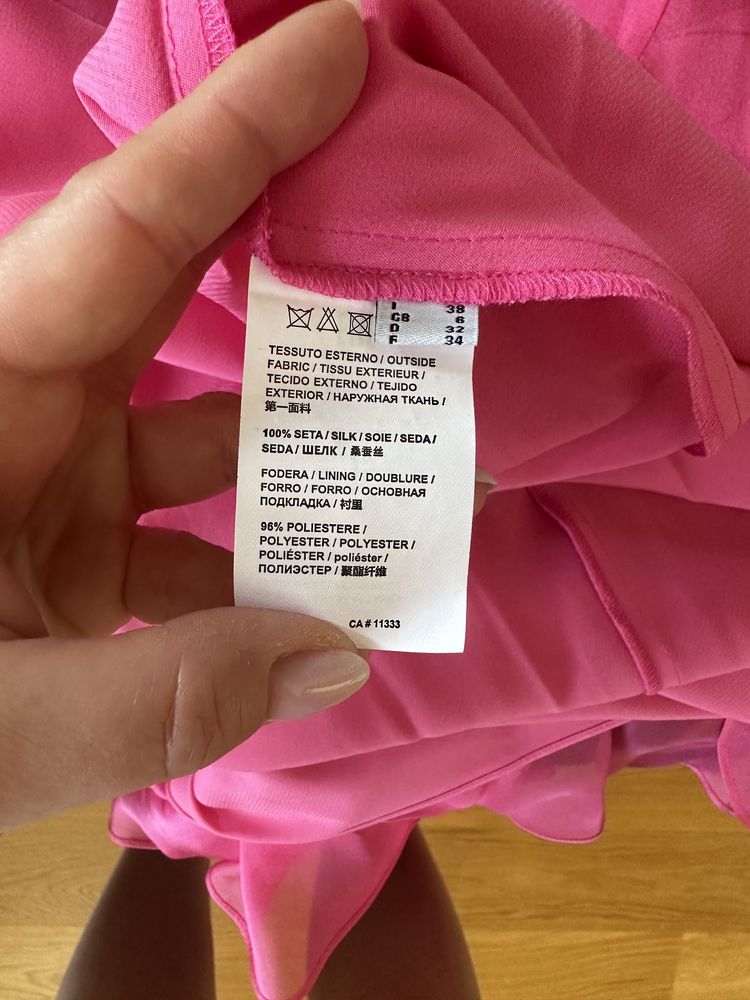 I 38
GB 6
D 32
F 34
TESSUTO ESTERNO / OUTSIDE
FABRIC / TISSU EXTERIEUR /
TECIDO EXTERNO / TEJIDO
EXTERIOR / НАРУЖНАЯ ТКАНЬ /
第一面料
100% SETA / SILK / SOIE / SEDA /
SEDA / ШЕЛК / 桑蚕丝
FODERA / LINING / DOUBLURE /
FORRO / FORRO / ОСНОВНАЯ
ПОДКЛАДКА / 衬里
96% POLIESTERE /
POLYESTER / POLYESTER /
POLIÉSTER / poliéster /
ПОЛИЭСТЕР / 聚酯纤维
CA # 11333